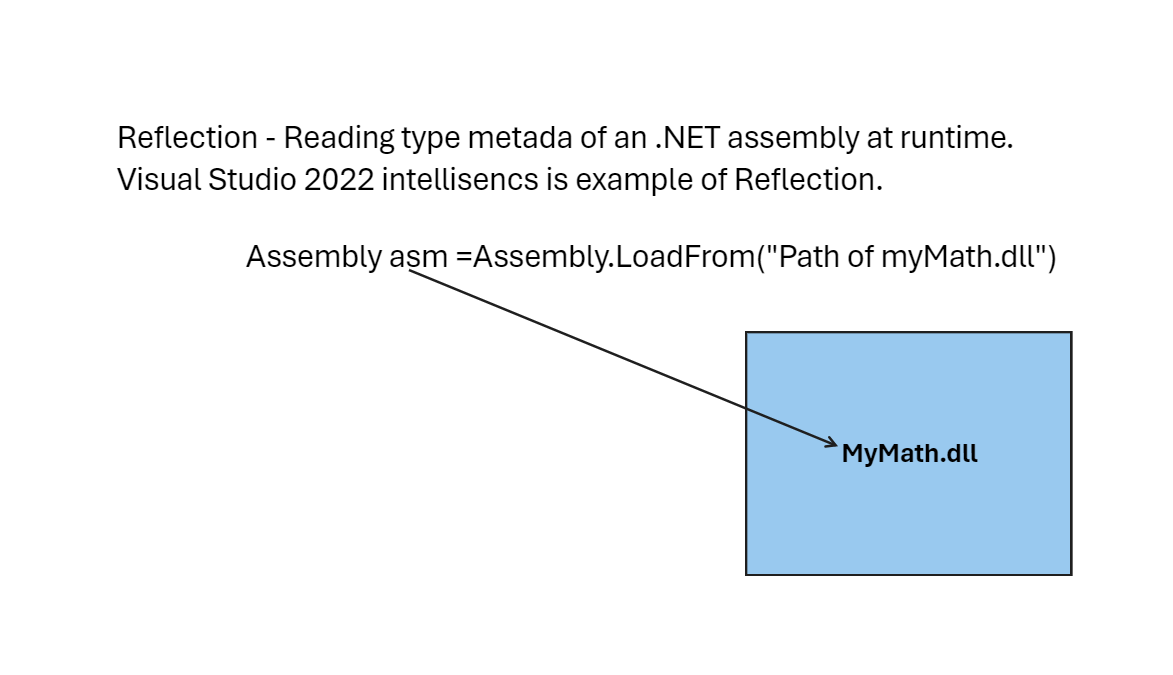 Reflection - Reading type metada of an .NET assembly at runtime.
Visual Studio 2022 intellisencs is example of Reflection.
Assembly asm =Assembly.LoadFrom("Path of myMath.dll")
MyMath.dll